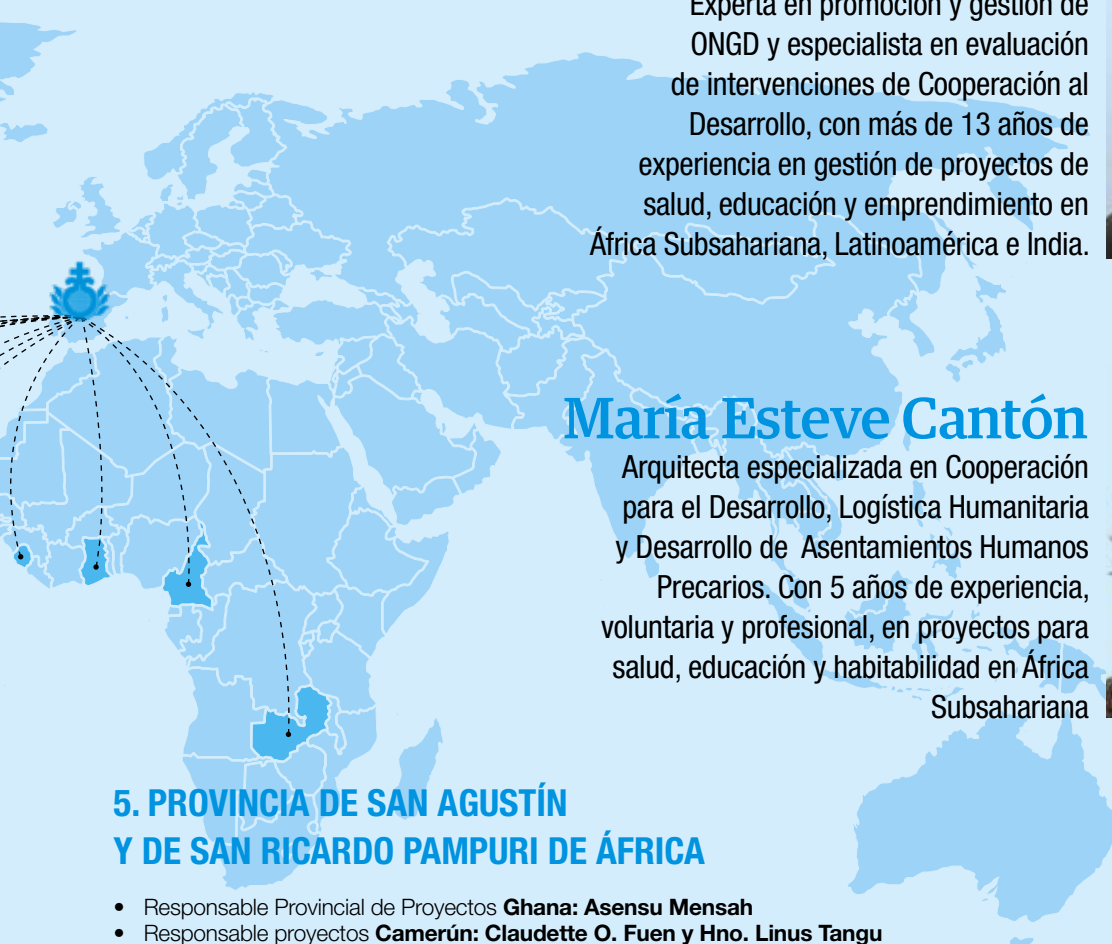 Experta en promoción y gestión de
ONGD y especialista en evaluación
de intervenciones de Cooperación al
Desarrollo, con más de 13 años de
experiencia en gestión de proyectos de
salud, educación y emprendimiento en
África Subsahariana, Latinoamérica e India.
María Esteve Cantón
Arquitecta especializada en Cooperación
para el Desarrollo, Logística Humanitaria
y Desarrollo de Asentamientos Humanos
Precarios. Con 5 años de experiencia,
voluntaria y profesional, en proyectos para
salud, educación y habitabilidad en África
Subsahariana
5. PROVINCIA DE SAN AGUSTÍN
Y DE SAN RICARDO PAMPURI DE ÁFRICA
• Responsable Provincial de Proyectos Ghana: Asensu Mensah
• Responsable proyectos Camerún: Claudette O. Fuen y Hno. Linus Tangu